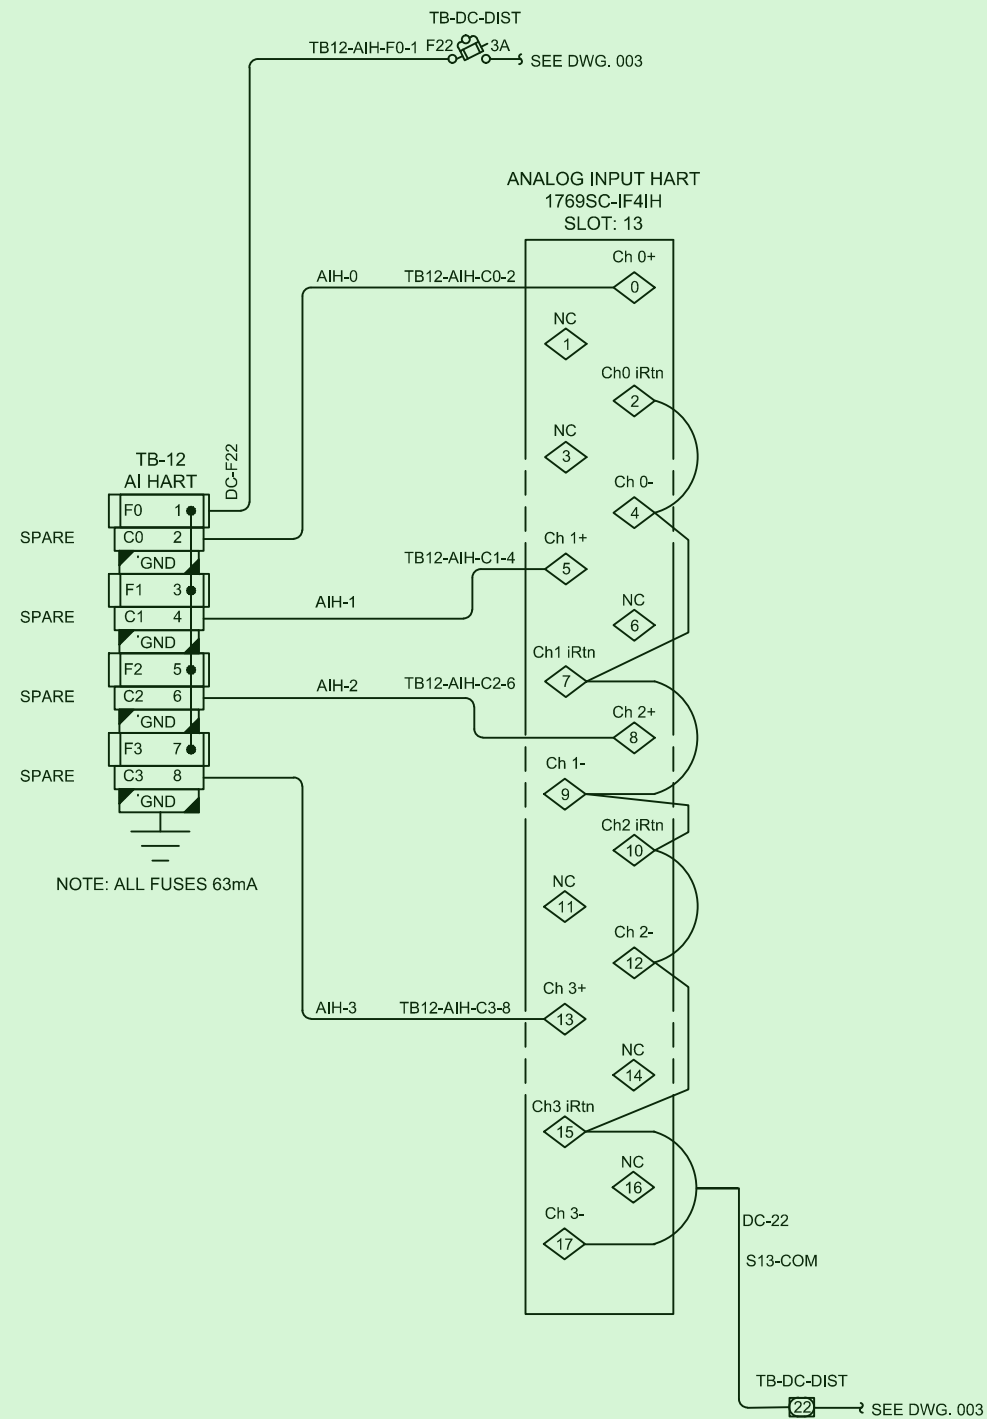 TB-DC-DIST
TB12-AIH-F0-1 F22 3A
SEE DWG. 003
ANALOG INPUT HART
1769SC-IF4IH
SLOT: 13
Ch 0+
AIH-0 TB12-AIH-C0-2
0
NC
1
Ch0 iRtn
2
NC
3
Ch 0-
4
TB-12
AI HART
DC-F22
F0 1
SPARE C0 2
GND
Ch 1+
TB12-AIH-C1-4
5
F1 3
AIH-1
SPARE C1 4
GND
NC
6
Ch1 iRtn
7
F2 5
AIH-2 TB12-AIH-C2-6
SPARE C2 6
GND
Ch 2+
8
F3 7
SPARE C3 8
GND
Ch 1-
9
Ch2 iRtn
10
NOTE: ALL FUSES 63mA
NC
11
Ch 2-
12
Ch 3+
AIH-3 TB12-AIH-C3-8
13
NC
14
Ch3 iRtn
15
NC
16
Ch 3-
17
DC-22
S13-COM
TB-DC-DIST
22
SEE DWG. 003